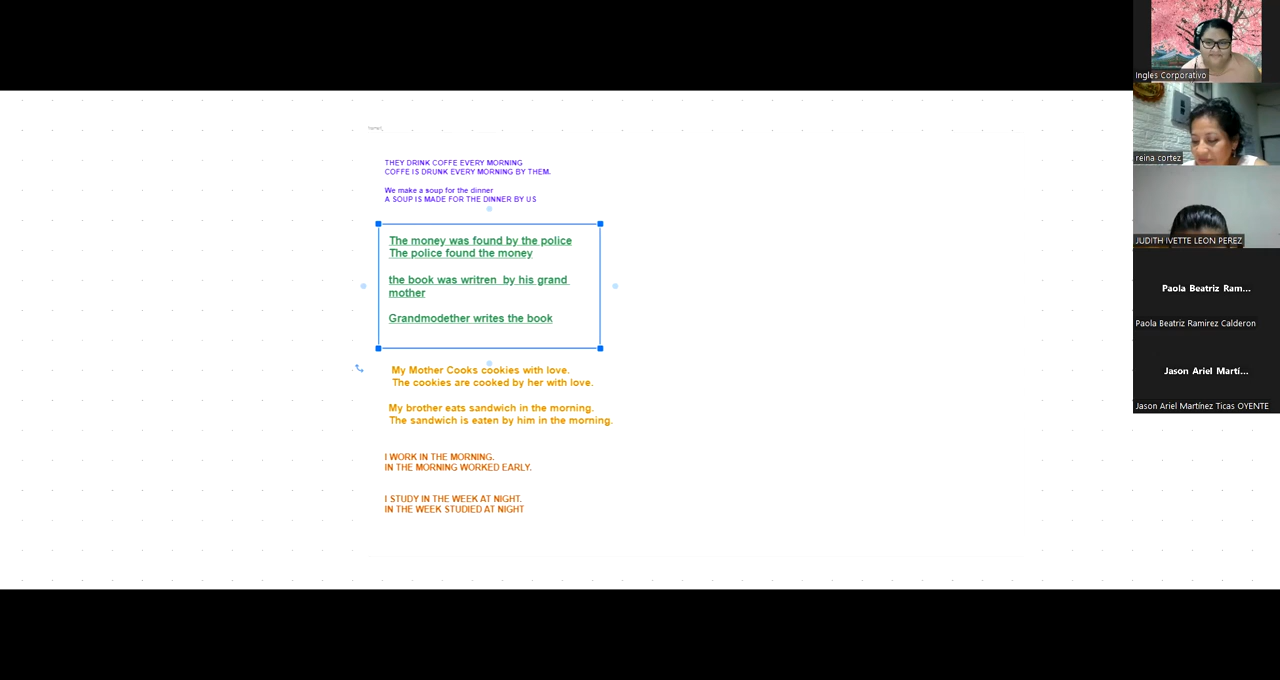 THEY DRINK COFFE EVERY MORNING
COFFE IS DRUNK EVERY MORNING BY THEM.
We make a soup for the dinner
A SOUP IS MADE FOR THE DINNER BY US
The money was found by the police
The police found the money
the book was writren by his grand
mother
Grandmodether writes the book
My Mother Cooks cookies with love.
The cookies are cooked by her with love.
My brother eats sandwich in the morning.
The sandwich is eaten by him in the morning.
I WORK IN THE MORNING.
IN THE MORNING WORKED EARLY.
I STUDY IN THE WEEK AT NIGHT.
IN THE WEEK STUDIED AT NIGHT
Ingles Corporativo
reina cortez
JUDITH IVETTE LEON PEREZ
Paola Beatriz Ram...
Paola Beatriz Ramirez Calderon
Jason Ariel Martí...
Jason Ariel Martínez Ticas OYENTE